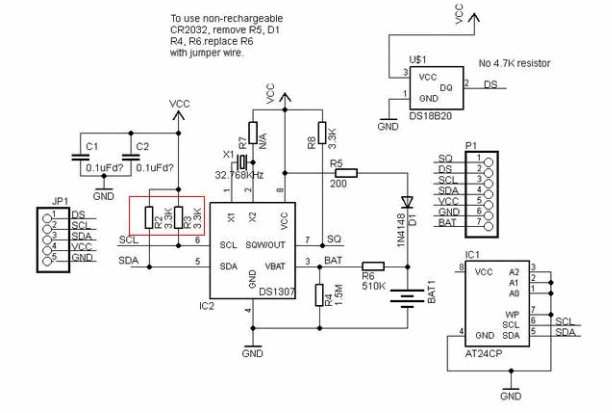 To use non-rechargeable
CR2032, remove R5, D1
R4, R6.replace R6
with jumper wire.
VCC
U$1
No 4.7K resistor
3
VCC
DQ
2
DS
1
GND
DS18B20
GND
VCC
VCC
C1
C2
0.1uFd?
0.1uFd?
GND
R7
N/A
R8
3.3K
X1
32.768KHz
R5
200
P1
SQ
1
DS
2
SCL
3
SDA
4
VCC
5
GND
6
BAT
7
JP1
1
DS
2
SCL
3
SDA
4
VCC
5
GND
R2
3.3K
R3
3.3K
1
2
8
X1
X2
VCC
D1
1N4148
SCL
6
SCL
SQW/OUT
7
SQ
SDA
5
SDA
VBAT
3
BAT
GND
DS1307
IC2
4
R4
1.5M
R6
510K
BAT1
GND
IC1
8
VCC
A2
3
A1
2
A0
1
WP
7
SCL
6
SCL
4
GND
SDA
5
SDA
AT24CP
GND